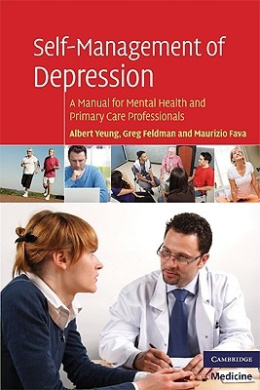 Self-Management of
Depression
A Manual for Mental Health and
Primary Care Professionals
Albert Yeung, Greg Feldman and Maurizio Fava
CAMBRIDGE
Medicine